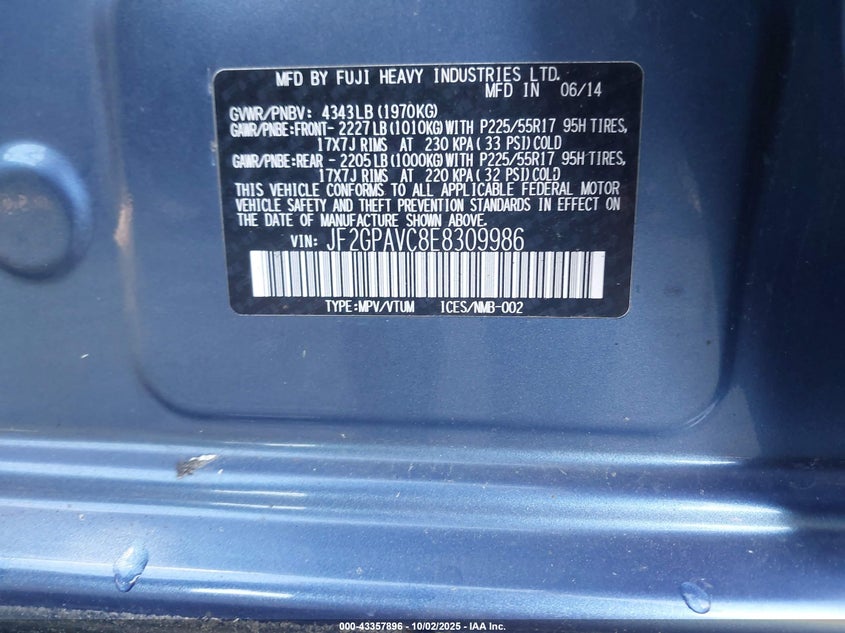 MFD BY FUJI HEAVY INDUSTRIES LTD.
MFD IN 06/14
GVWR/PNBV: 4343LB(1970KG)
GAWR/PNBE:FRONT- 2227LB(1010KG)WITH P225/55R17 95H TIRES,
17X7J RIMS AT 230 KPA(33 PSI)COLD
GAWR/PNBE:REAR - 2205LB(1000KG)WITH P225/55R17 95H TIRES,
17X7J RIMS AT 220 KPA(32 PSI)COLD
THIS VEHICLE CONFORMS TO ALL APPLICABLE FEDERAL MOTOR
VEHICLE SAFETY AND THEFT PREVENTION STANDARDS IN EFFECT ON
THE DATE OF MANUFACTURE SHOWN ABOVE.
VIN: JF2GPAVC8E8309986
TYPE:MPV/VTUM ICES/NMB-002
000-43357896 - 10/02/2025 - IAA Inc.